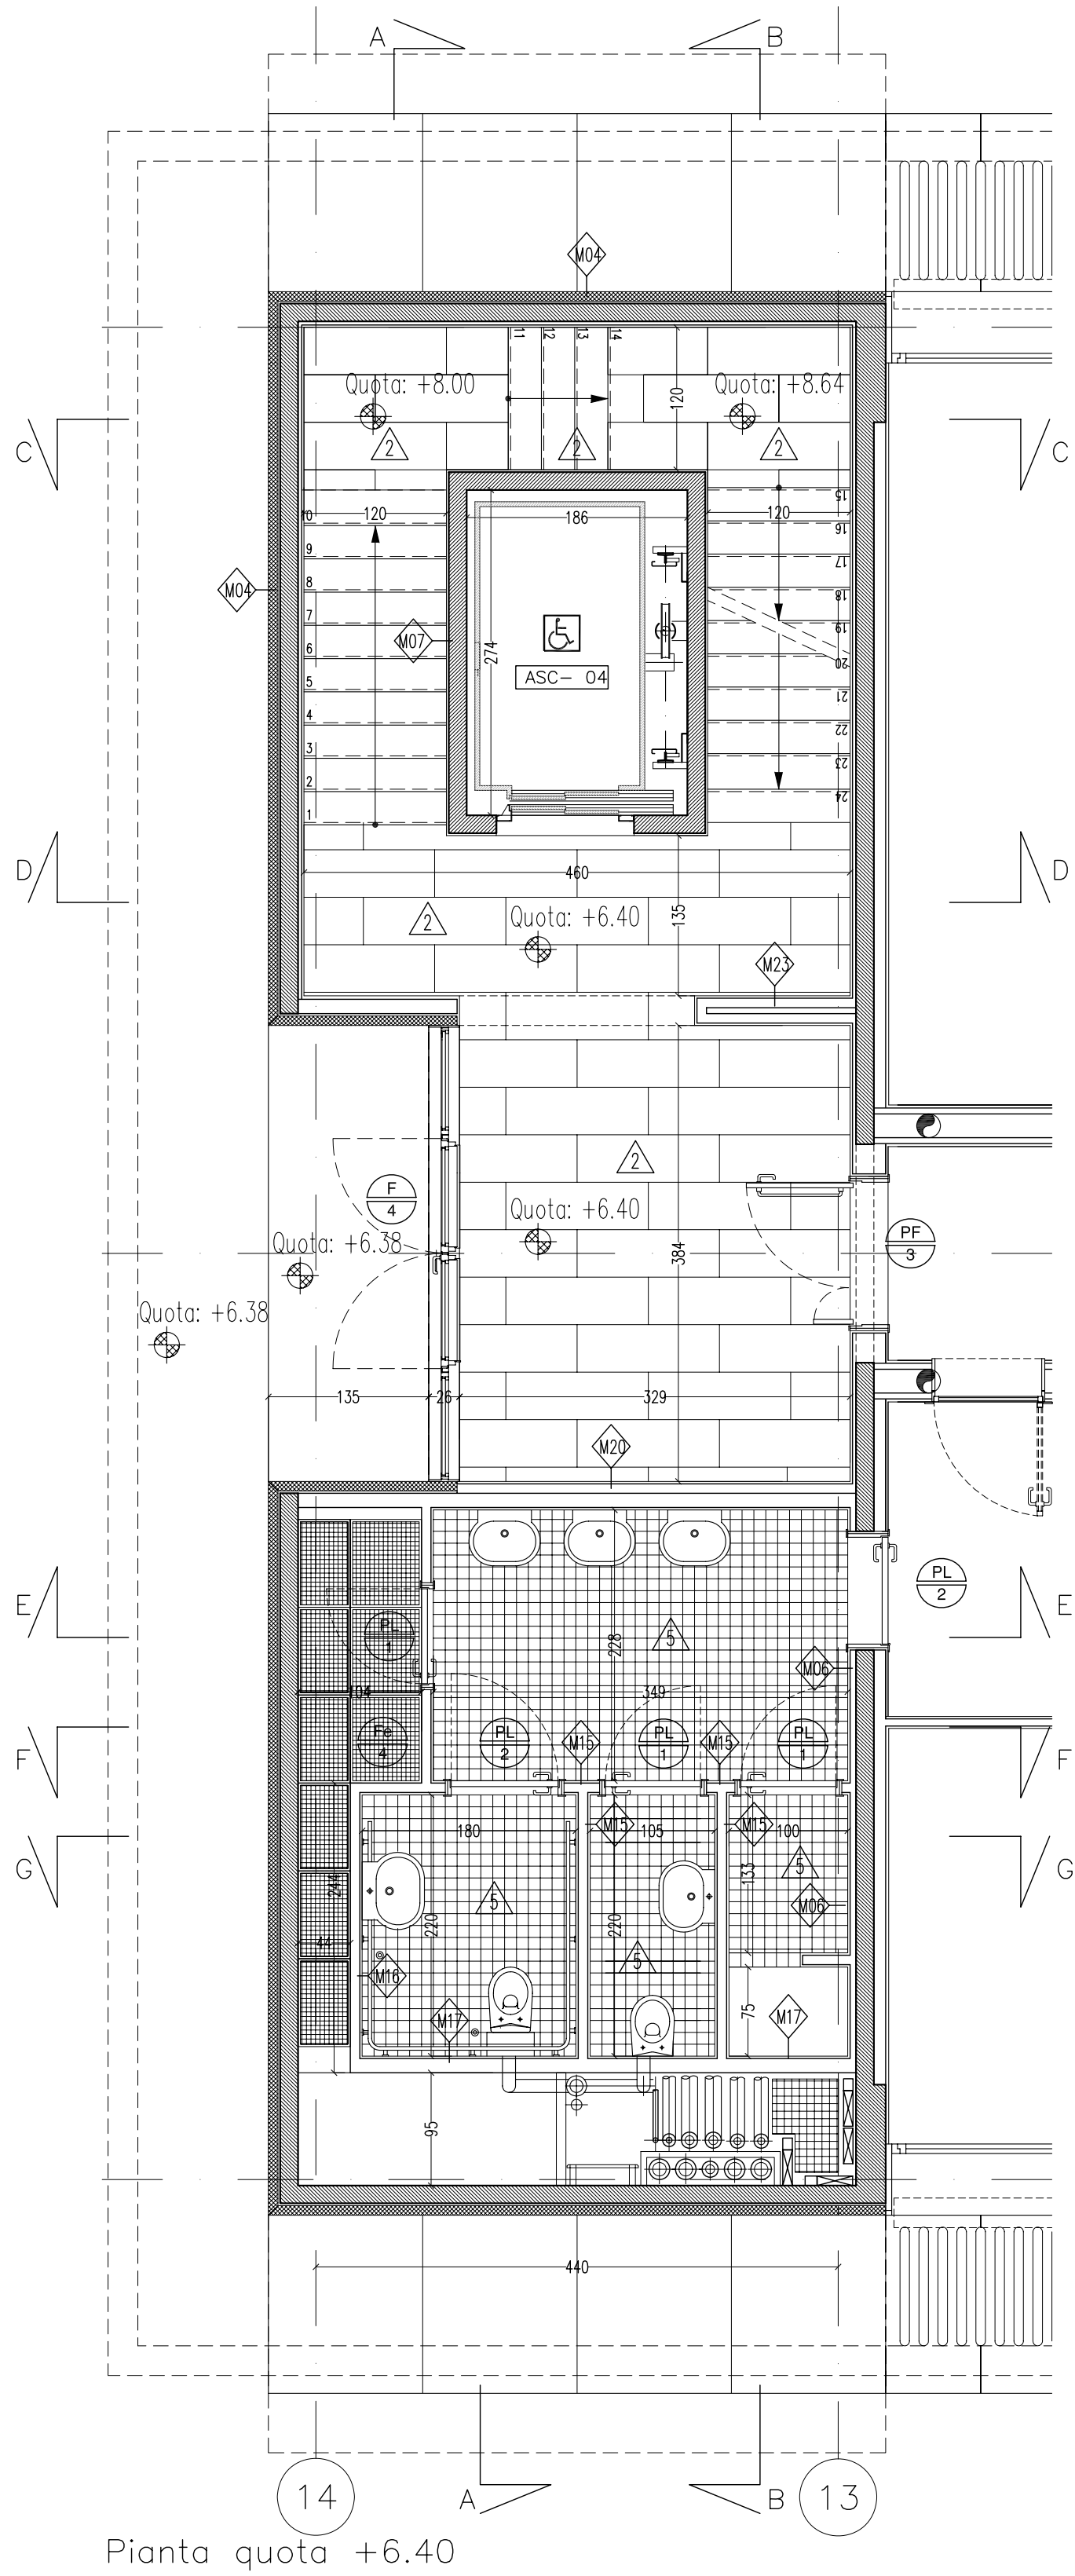 A B
M04
11 12 13 14
Quota: +8.00 Quota: +8.64
120
C 2 2 2 C
15
10 120 186 120
16
9
17
8
M04
18
7
M07
19
6
274
20
ASC- 04
5
21
4
22
3
23
2
24
1
D D
460
135
2
Quota: +6.40
M23
2
F
4
Quota: +6.40
PF
3
Quota: +6.38
384
Quota: +6.38
135 26 329
M20
PL
2
E E
PL
1
5
228
M06
104 349
Fe
4
PL
2
M15
PL
1
M15
PL
1
F F
180 M15 105 M15 100
G G
133
5
244
5
M06
220 220
44
5
M16
75
M17 M17
95
440
14 13
A B
Pianta quota +6.40